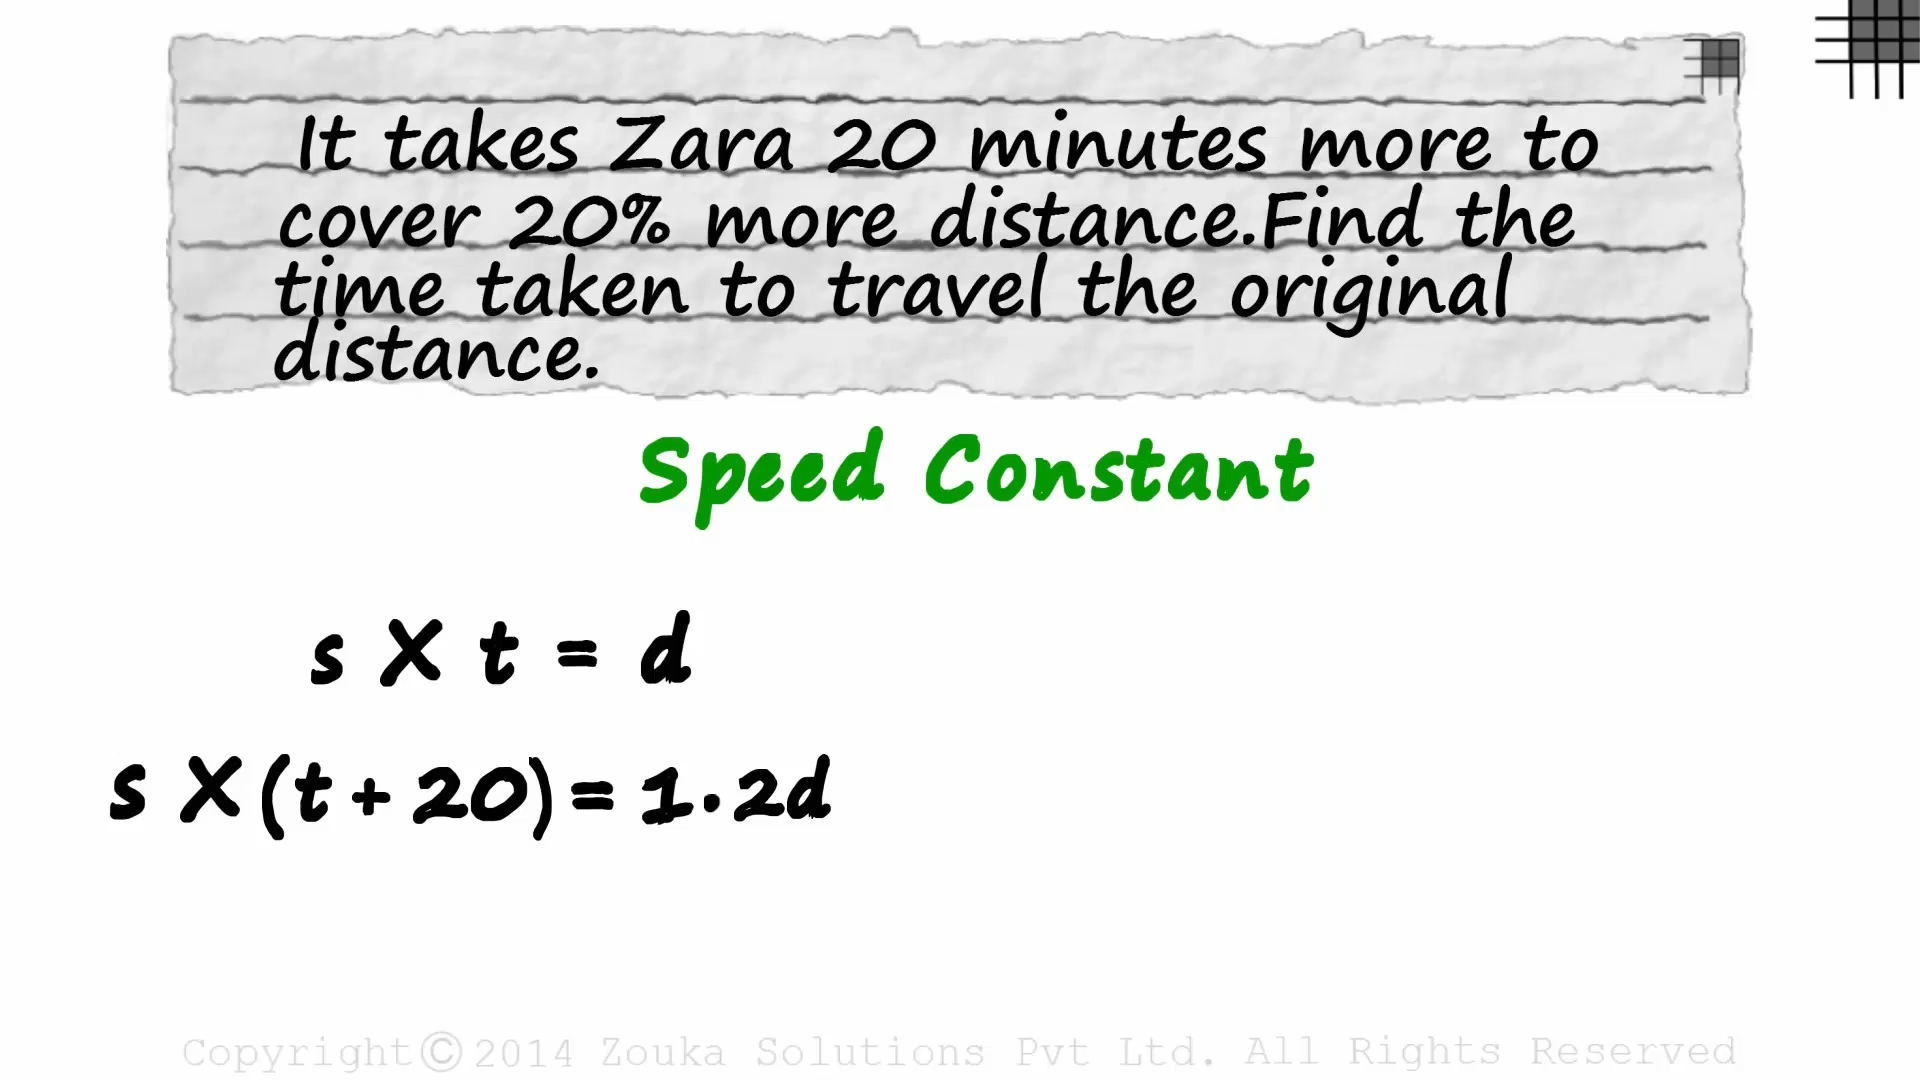 It takes Zara 20 minutes more to
cover 20% more distance.Find the
time taken to travel the original
distance.
Speed Constant
s X t = d
s X (t + 20) = 1.2d
Copyright©2014 Zouka Solutions Pvt Ltd. All Rights Reserved